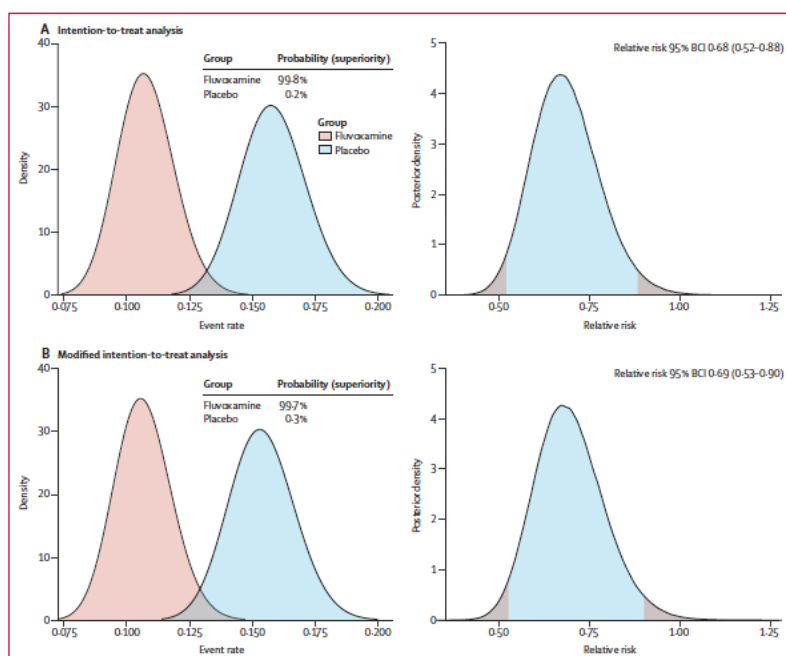 A Intention-to-treat analysis
Group Probability (superiority)
Fluvoxamine 99·8%
Placebo 0·2%
Group
Fluvoxamine
Placebo
40
30
20
10
0
Density
0·075 0·100 0·125 0·150 0·175 0·200
Event rate
Relative risk 95% BCI 0·68 (0·52–0·88)
5
4
3
2
1
0
Posterior density
0·50 0·75 1·00 1·25
Relative risk
B Modified intention-to-treat analysis
Group Probability (superiority)
Fluvoxamine 99·7%
Placebo 0·3%
40
30
20
10
0
Density
0·075 0·100 0·125 0·150 0·175 0·200
Event rate
Relative risk 95% BCI 0·69 (0·53–0·90)
5
4
3
2
1
0
Posterior density
0·50 0·75 1·00 1·25
Relative risk